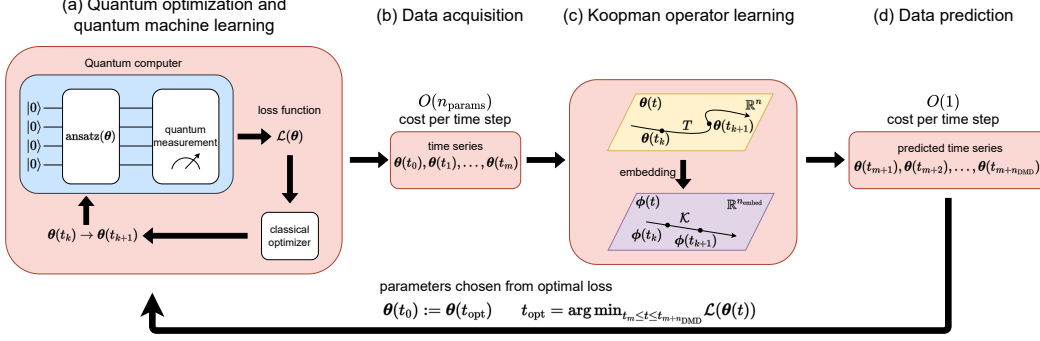 (a) Quantum optimization and
quantum machine learning
Quantum computer
|0⟩
|0⟩
|0⟩
|0⟩
ansatz(θ)
quantum
measurement
loss function
ℒ(θ)
classical
optimizer
θ(t_k) → θ(t_{k+1})
(b) Data acquisition
O(n_params)
cost per time step
time series
θ(t_0), θ(t_1), . . . , θ(t_m)
(c) Koopman operator learning
θ(t)
ℝ^n
T
θ(t_k)
θ(t_{k+1})
embedding
ϕ(t)
ℝ^{n_embed}
𝒦
ϕ(t_k)
ϕ(t_{k+1})
(d) Data prediction
O(1)
cost per time step
predicted time series
θ(t_{m+1}), θ(t_{m+2}), . . . , θ(t_{m+n_DMD})
parameters chosen from optimal loss
θ(t_0) := θ(t_opt) t_opt = arg min_{t_m ≤ t ≤ t_{m+n_DMD}} ℒ(θ(t))